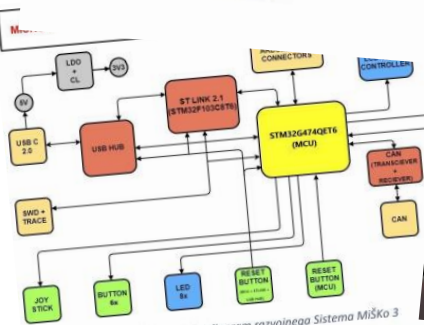 LDO
+
CL
3V3
5V
CONNECTORS
CONTROLLER
ST LINK 2.1
(STM32F103C8T6)
USB C
2.0
USB HUB
STM32G474QET6
(MCU)
CAN
(TRANSCIEVER
+
RECIEVER)
CAN
SWD +
TRACE
JOY
STICK
BUTTON
6x
LED
8x
RESET
BUTTON
RESET
BUTTON
(MCU)
razvojnega Sistema MiŠKo 3